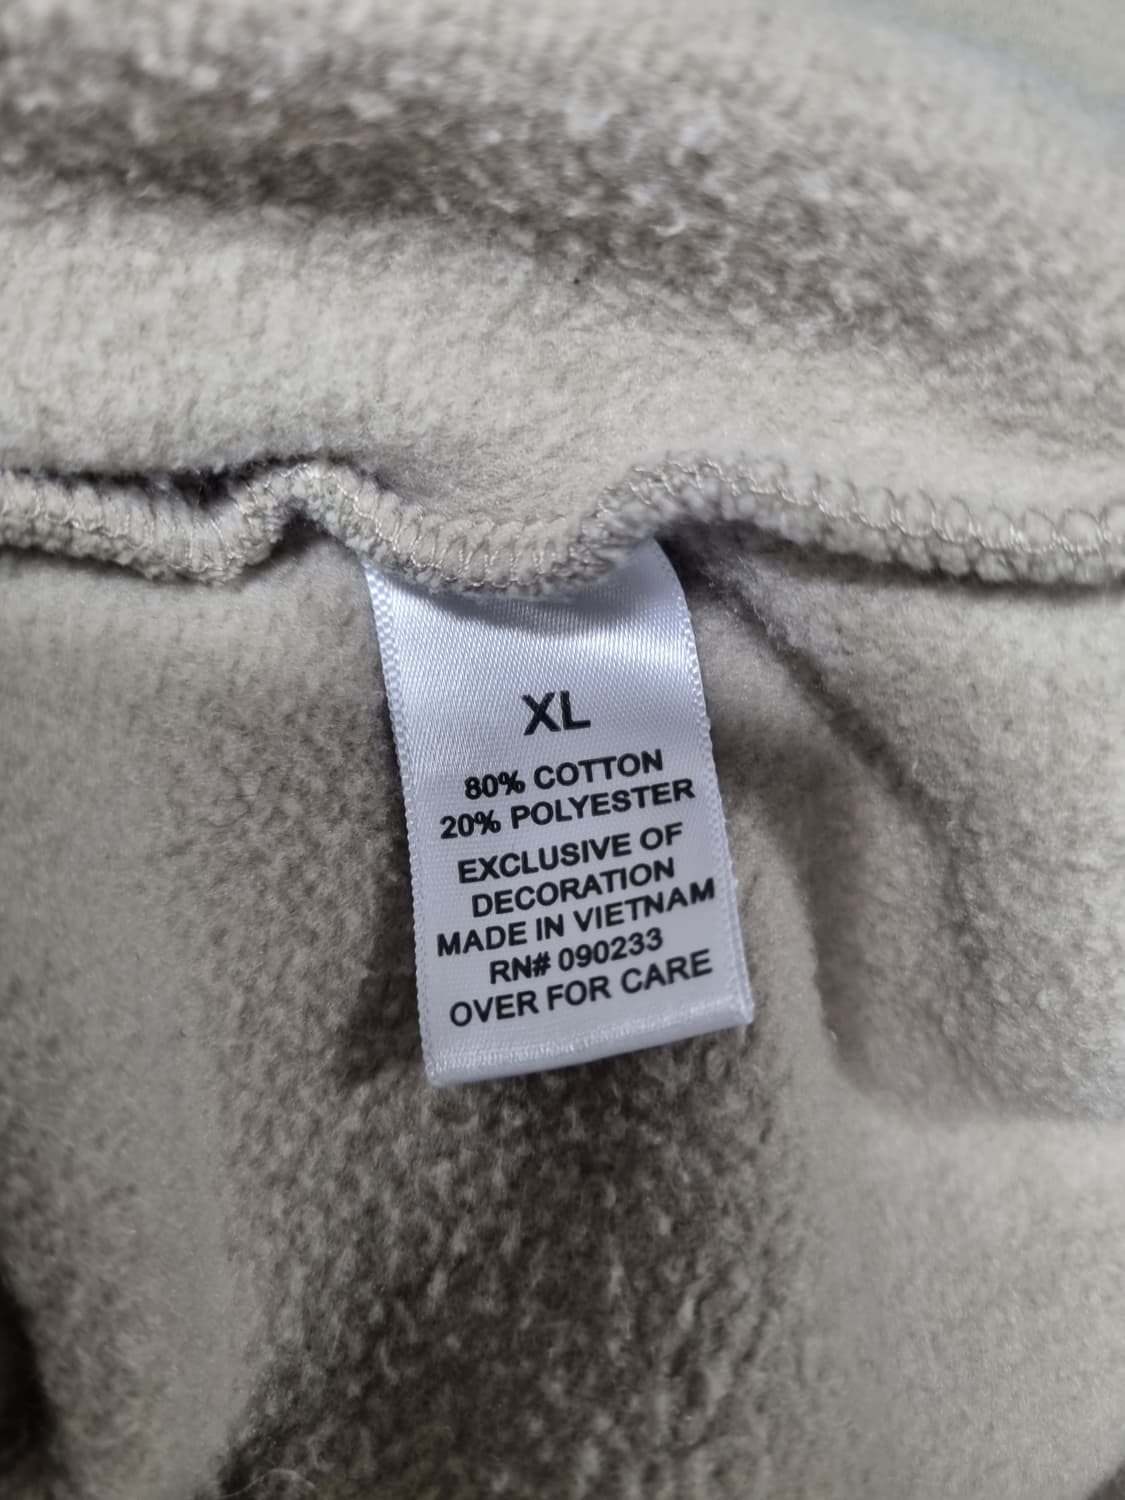 XL
80% COTTON
20% POLYESTER
EXCLUSIVE OF
DECORATION
MADE IN VIETNAM
RN# 090233
OVER FOR CARE